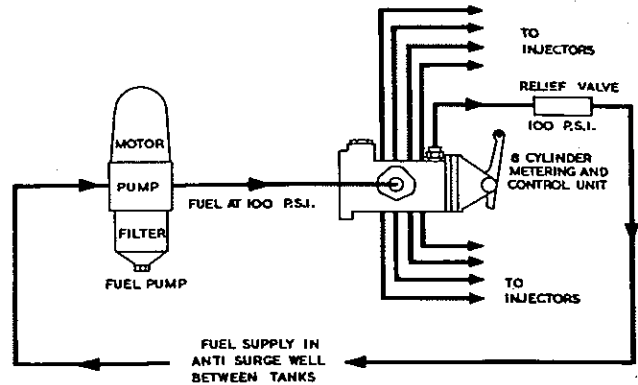 TO
INJECTORS
RELIEF VALVE
100 P.S.I.
MOTOR
PUMP
FILTER
FUEL PUMP
FUEL AT 100 P.S.I.
8 CYLINDER
METERING AND
CONTROL UNIT
TO
INJECTORS
FUEL SUPPLY IN
ANTI SURGE WELL
BETWEEN TANKS